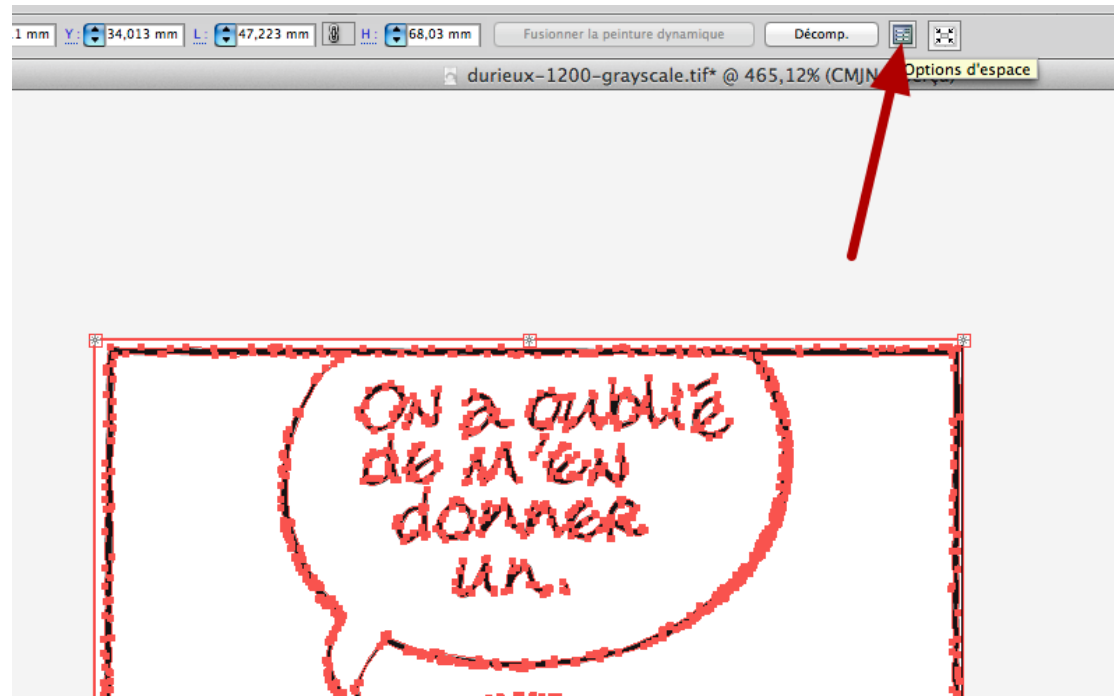 .1 mm Y: 34,013 mm L: 47,223 mm H: 68,03 mm Fusionner la peinture dynamique Décomp.
Options d'espace
durieux-1200-grayscale.tif* @ 465,12% (CMJN
ON a OUBLIÉ
DE M'EN
DONNER
UN.